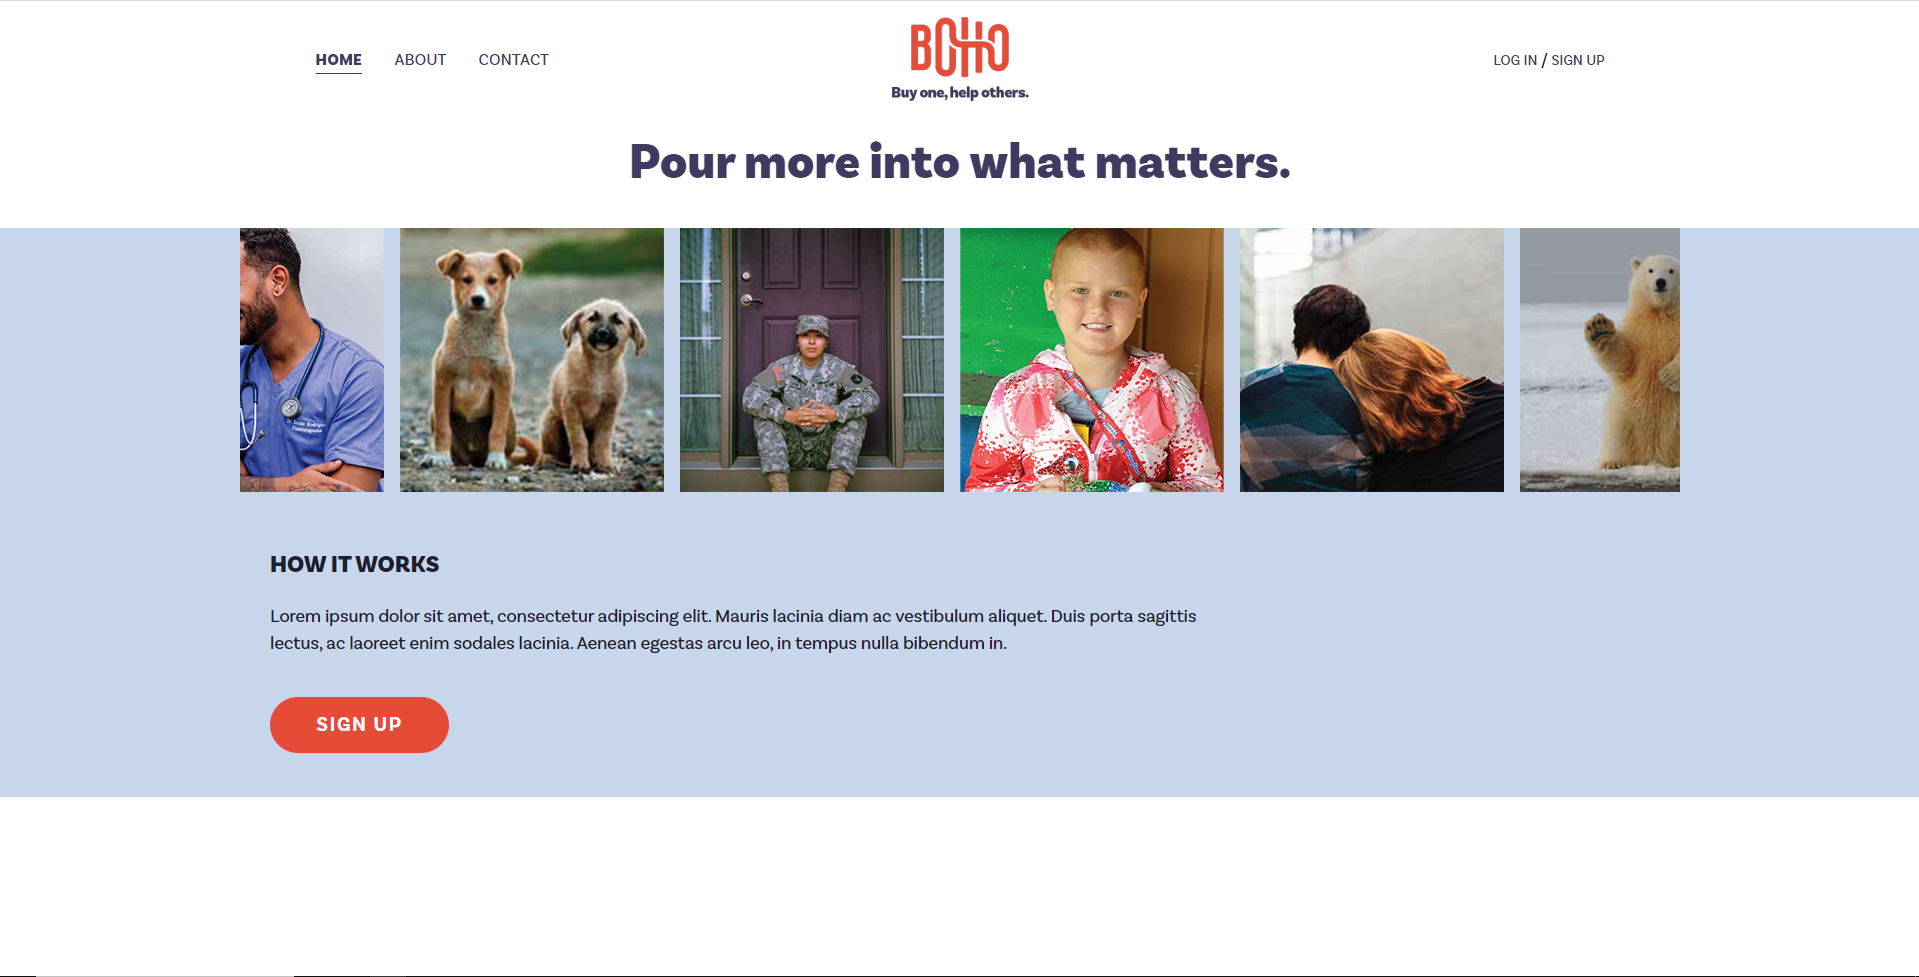 HOME ABOUT CONTACT
BOHO
Buy one, help others.
LOG IN / SIGN UP
Pour more into what matters.
HOW IT WORKS
Lorem ipsum dolor sit amet, consectetur adipiscing elit. Mauris lacinia diam ac vestibulum aliquet. Duis porta sagittis
lectus, ac laoreet enim sodales lacinia. Aenean egestas arcu leo, in tempus nulla bibendum in.
SIGN UP